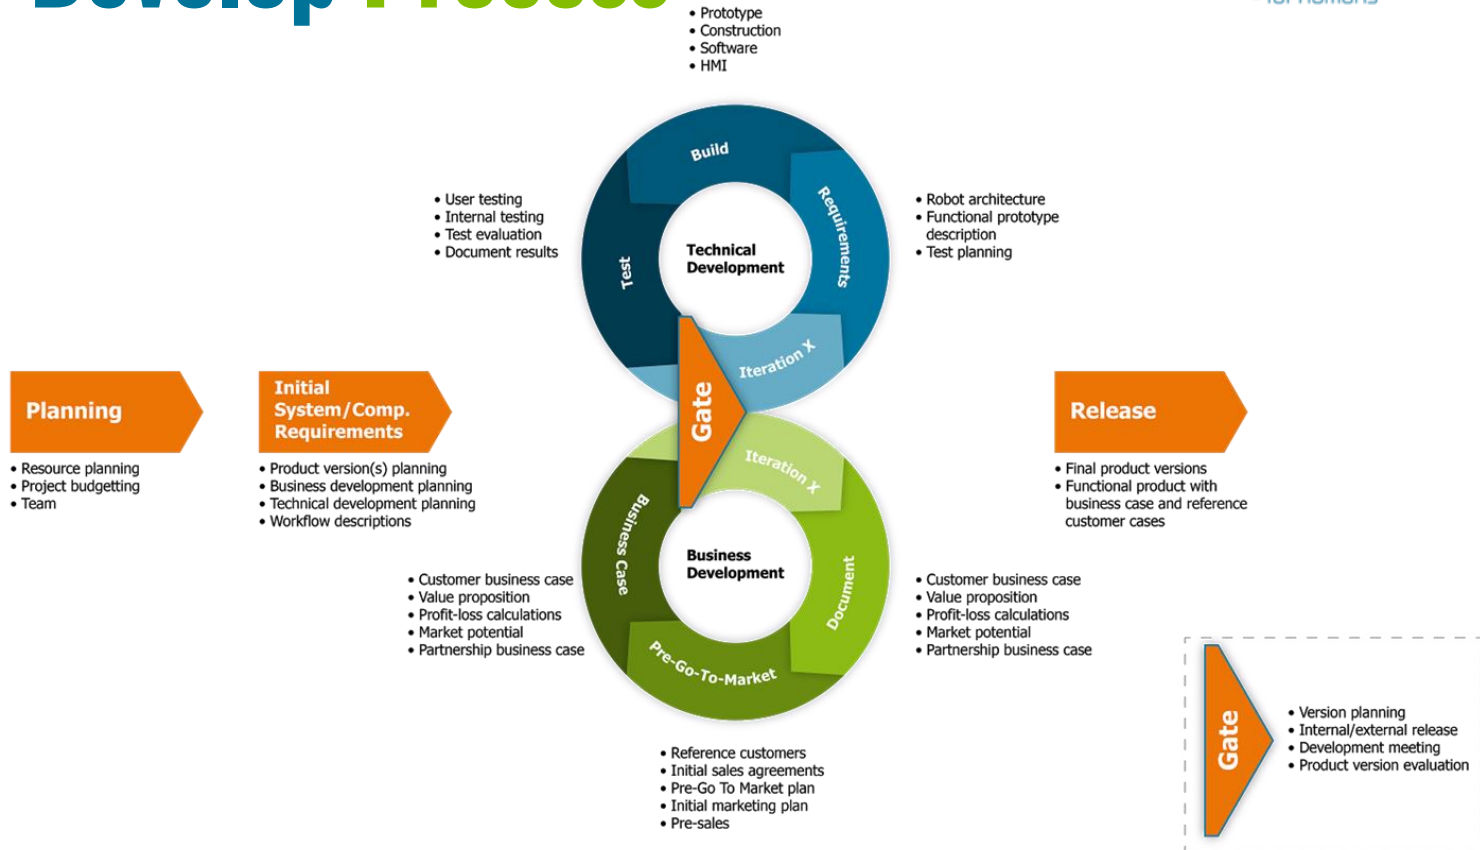 Develop Process
for humans
• Prototype
• Construction
• Software
• HMI
Build
Requirements
Test
Iteration X
Technical
Development
• User testing
• Internal testing
• Test evaluation
• Document results
• Robot architecture
• Functional prototype
description
• Test planning
Planning
• Resource planning
• Project budgetting
• Team
Initial
System/Comp.
Requirements
• Product version(s) planning
• Business development planning
• Technical development planning
• Workflow descriptions
Gate
Release
• Final product versions
• Functional product with
business case and reference
customer cases
Iteration X
Business Case
Document
Pre-Go-To-Market
Business
Development
• Customer business case
• Value proposition
• Profit-loss calculations
• Market potential
• Partnership business case
• Customer business case
• Value proposition
• Profit-loss calculations
• Market potential
• Partnership business case
• Reference customers
• Initial sales agreements
• Pre-Go To Market plan
• Initial marketing plan
• Pre-sales
Gate
• Version planning
• Internal/external release
• Development meeting
• Product version evaluation